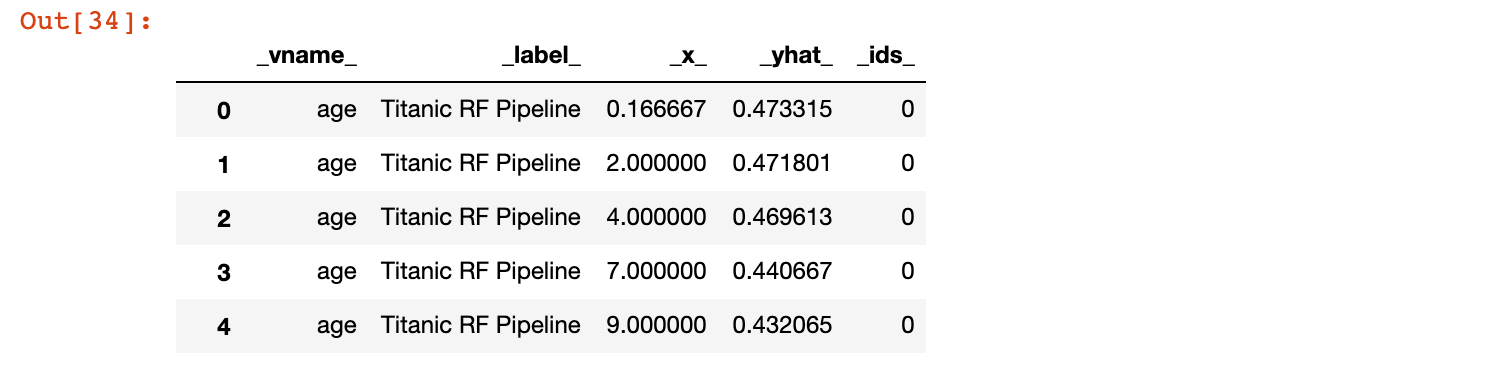 Out[34]:
_vname_ _label_ _x_ _yhat_ _ids_
0 age Titanic RF Pipeline 0.166667 0.473315 0
1 age Titanic RF Pipeline 2.000000 0.471801 0
2 age Titanic RF Pipeline 4.000000 0.469613 0
3 age Titanic RF Pipeline 7.000000 0.440667 0
4 age Titanic RF Pipeline 9.000000 0.432065 0